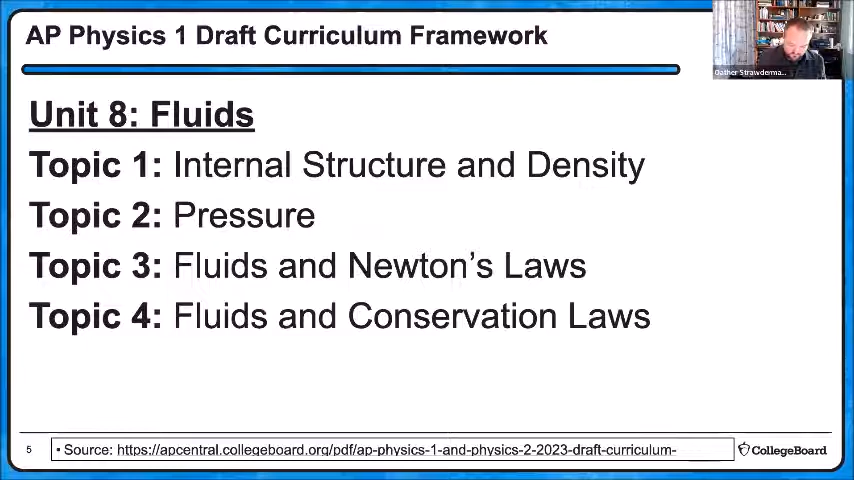 AP Physics 1 Draft Curriculum Framework
Oather Strawderma...
Unit 8: Fluids
Topic 1: Internal Structure and Density
Topic 2: Pressure
Topic 3: Fluids and Newton’s Laws
Topic 4: Fluids and Conservation Laws
5
▪ Source: https://apcentral.collegeboard.org/pdf/ap-physics-1-and-physics-2-2023-draft-curriculum-
CollegeBoard